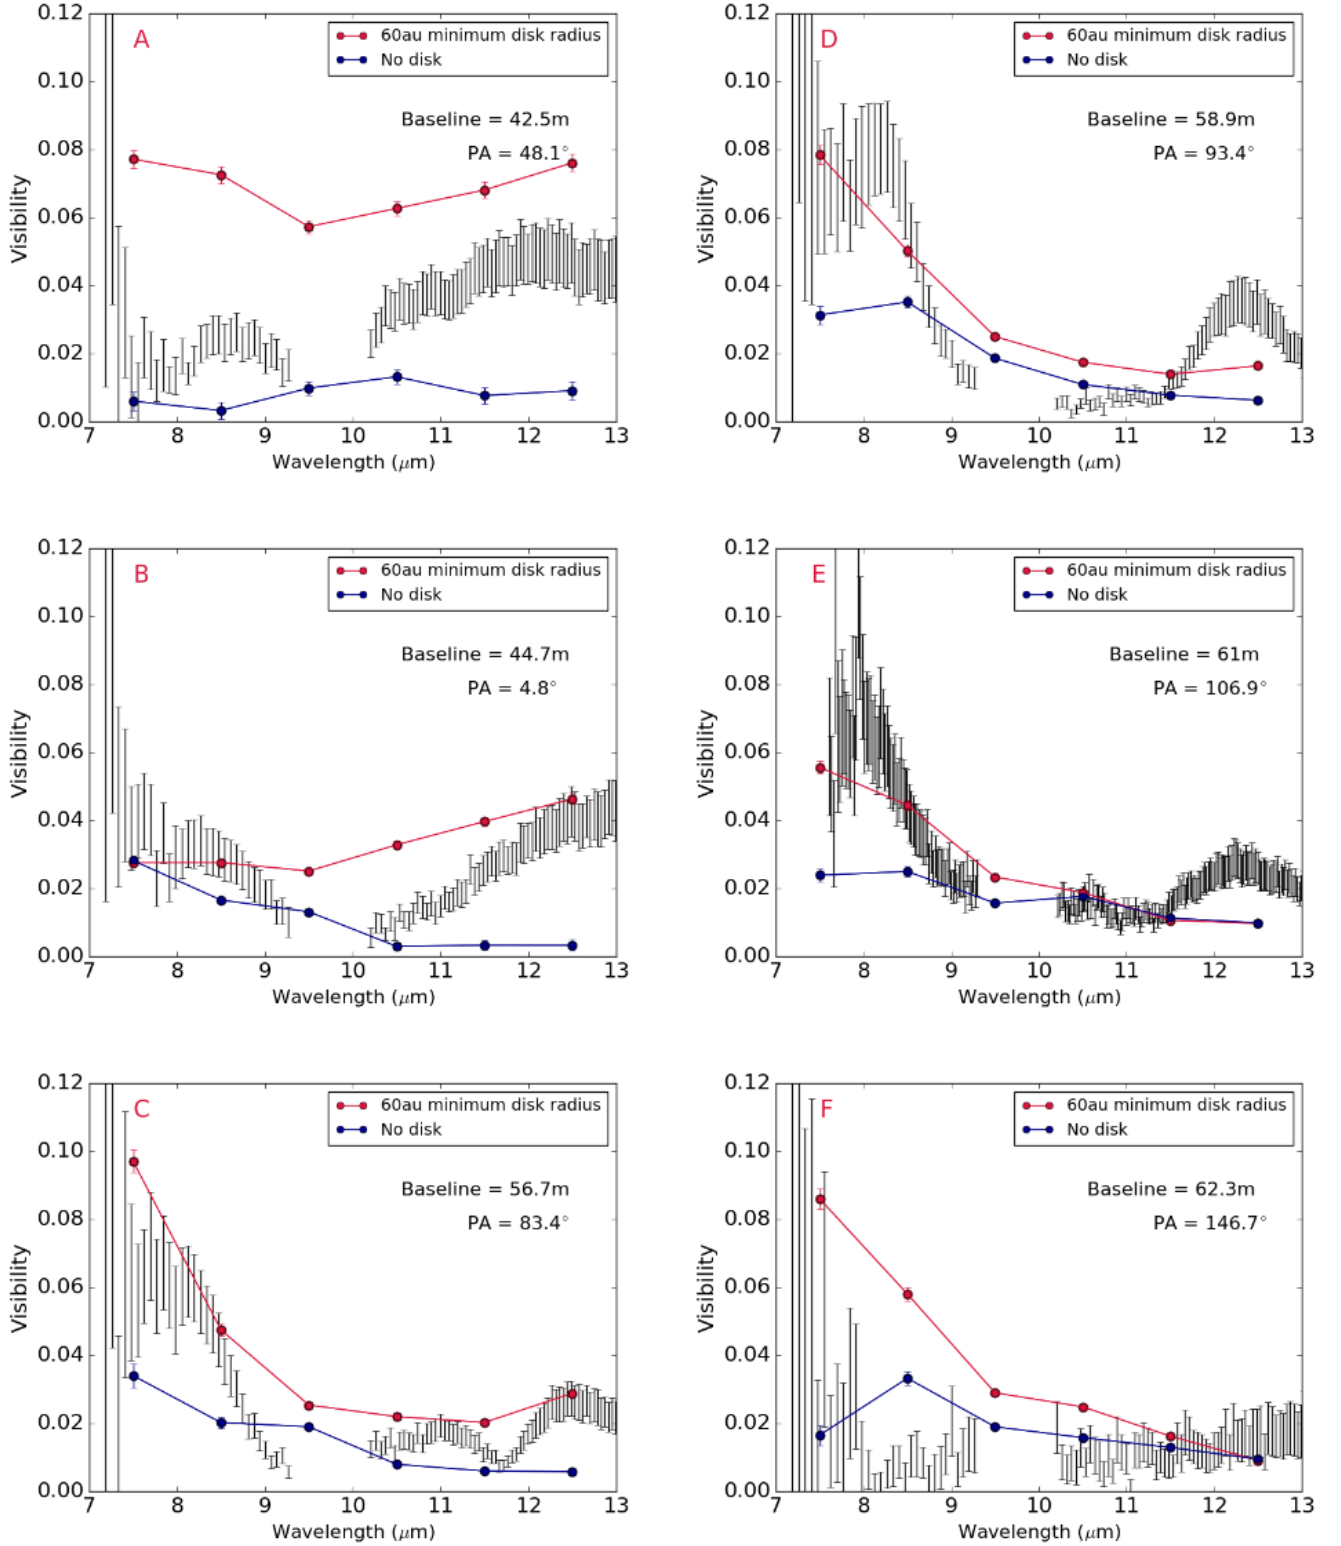 A
60au minimum disk radius
No disk
Baseline = 42.5m
PA = 48.1°
Visibility
0.12
0.10
0.08
0.06
0.04
0.02
0.00
7 8 9 10 11 12 13
Wavelength (μm)
D
60au minimum disk radius
No disk
Baseline = 58.9m
PA = 93.4°
Visibility
0.12
0.10
0.08
0.06
0.04
0.02
0.00
7 8 9 10 11 12 13
Wavelength (μm)
B
60au minimum disk radius
No disk
Baseline = 44.7m
PA = 4.8°
Visibility
0.12
0.10
0.08
0.06
0.04
0.02
0.00
7 8 9 10 11 12 13
Wavelength (μm)
E
60au minimum disk radius
No disk
Baseline = 61m
PA = 106.9°
Visibility
0.12
0.10
0.08
0.06
0.04
0.02
0.00
7 8 9 10 11 12 13
Wavelength (μm)
C
60au minimum disk radius
No disk
Baseline = 56.7m
PA = 83.4°
Visibility
0.12
0.10
0.08
0.06
0.04
0.02
0.00
7 8 9 10 11 12 13
Wavelength (μm)
F
60au minimum disk radius
No disk
Baseline = 62.3m
PA = 146.7°
Visibility
0.12
0.10
0.08
0.06
0.04
0.02
0.00
7 8 9 10 11 12 13
Wavelength (μm)